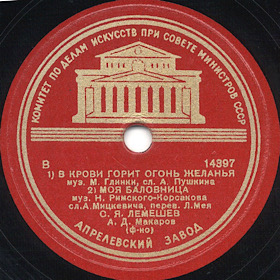 КОМИТЕТ ПО ДЕЛАМ ИСКУССТВ ПРИ СОВЕТЕ МИНИСТРОВ СССР
В 14397
1) В КРОВИ ГОРИТ ОГОНЬ ЖЕЛАНЬЯ
муз. М. Глинки, сл. А. Пушкина
2) МОЯ БАЛОВНИЦА
муз. Н. Римского-Корсакова
сл. А. Мицкевича, перев. Л. Мея
С. Я. ЛЕМЕШЕВ
А. Д. Макаров
(ф-но)
АПРЕЛЕВСКИЙ ЗАВОД